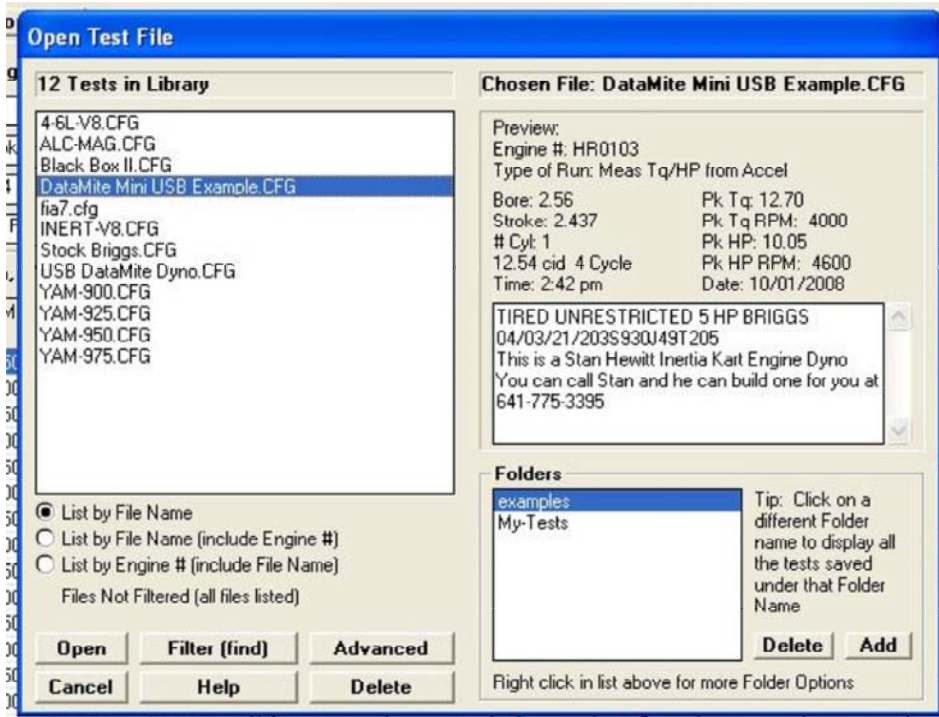 Open Test File
12 Tests in Library
4-6L-V8.CFG
ALC-MAG.CFG
Black Box II.CFG
DataMite Mini USB Example.CFG
fia7.cfg
INERT-V8.CFG
Stock Briggs.CFG
USB DataMite Dyno.CFG
YAM-900.CFG
YAM-925.CFG
YAM-950.CFG
YAM-975.CFG
List by File Name
List by File Name (include Engine #)
List by Engine # (include File Name)
Files Not Filtered (all files listed)
Open Filter (find) Advanced
Cancel Help Delete
Chosen File: DataMite Mini USB Example.CFG
Preview:
Engine #: HR0103
Type of Run: Meas Tq/HP from Accel
Bore: 2.56 Pk Tq: 12.70
Stroke: 2.437 Pk Tq RPM: 4000
# Cyl: 1 Pk HP: 10.05
12.54 cid 4 Cycle Pk HP RPM: 4600
Time: 2:42 pm Date: 10/01/2008
TIRED UNRESTRICTED 5 HP BRIGGS
04/03/21/203S930J49T205
This is a Stan Hewitt Inertia Kart Engine Dyno
You can call Stan and he can build one for you at
641-775-3395
Folders
examples
My-Tests
Tip: Click on a
different Folder
name to display all
the tests saved
under that Folder
Name
Delete Add
Right click in list above for more Folder Options